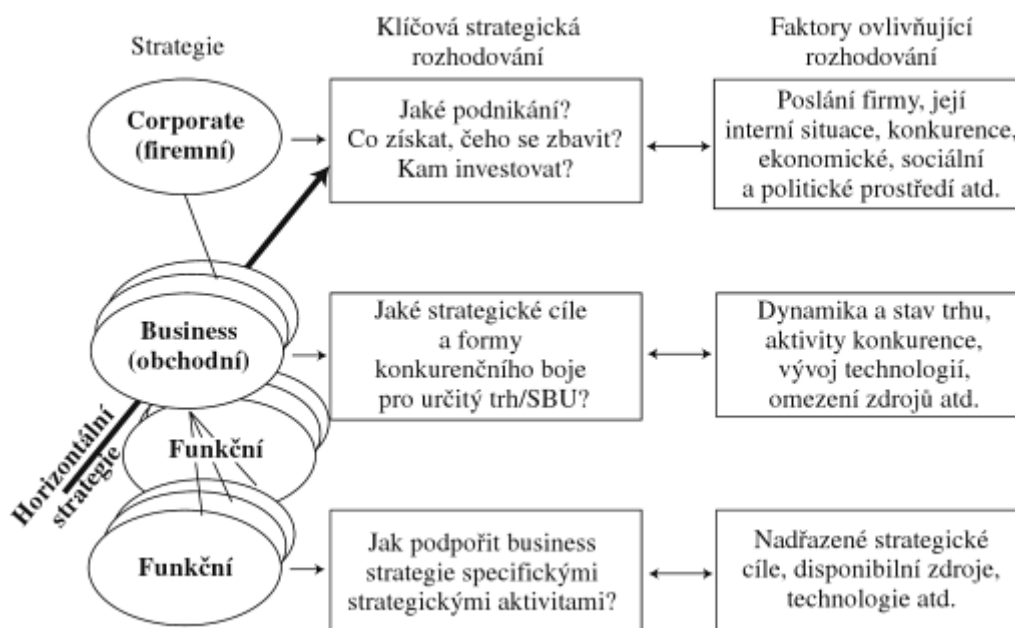 Strategie
Klíčová strategická
rozhodování
Faktory ovlivňující
rozhodování
Corporate
(firemní)
Jaké podnikání?
Co získat, čeho se zbavit?
Kam investovat?
Poslání firmy, její
interní situace, konkurence,
ekonomické, sociální
a politické prostředí atd.
Business
(obchodní)
Jaké strategické cíle
a formy
konkurenčního boje
pro určitý trh/SBU?
Dynamika a stav trhu,
aktivity konkurence,
vývoj technologií,
omezení zdrojů atd.
Horizontální
strategie
Funkční
Funkční
Jak podpořit business
strategie specifickými
strategickými aktivitami?
Nadřazené strategické
cíle, disponibilní zdroje,
technologie atd.